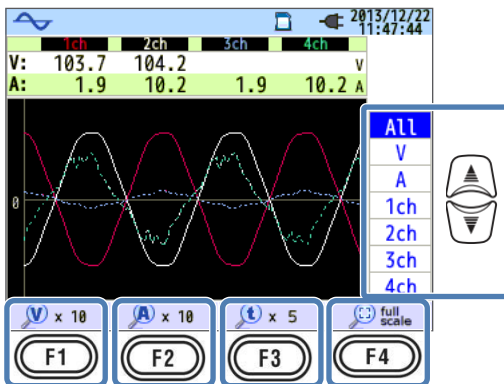 2013/12/22
11:47:44
1ch 2ch 3ch 4ch
V: 103.7 104.2 V
A: 1.9 10.2 1.9 10.2 A
0
All
V
A
1ch
2ch
3ch
4ch
V × 10 A × 10 t × 5 full scale
F1 F2 F3 F4